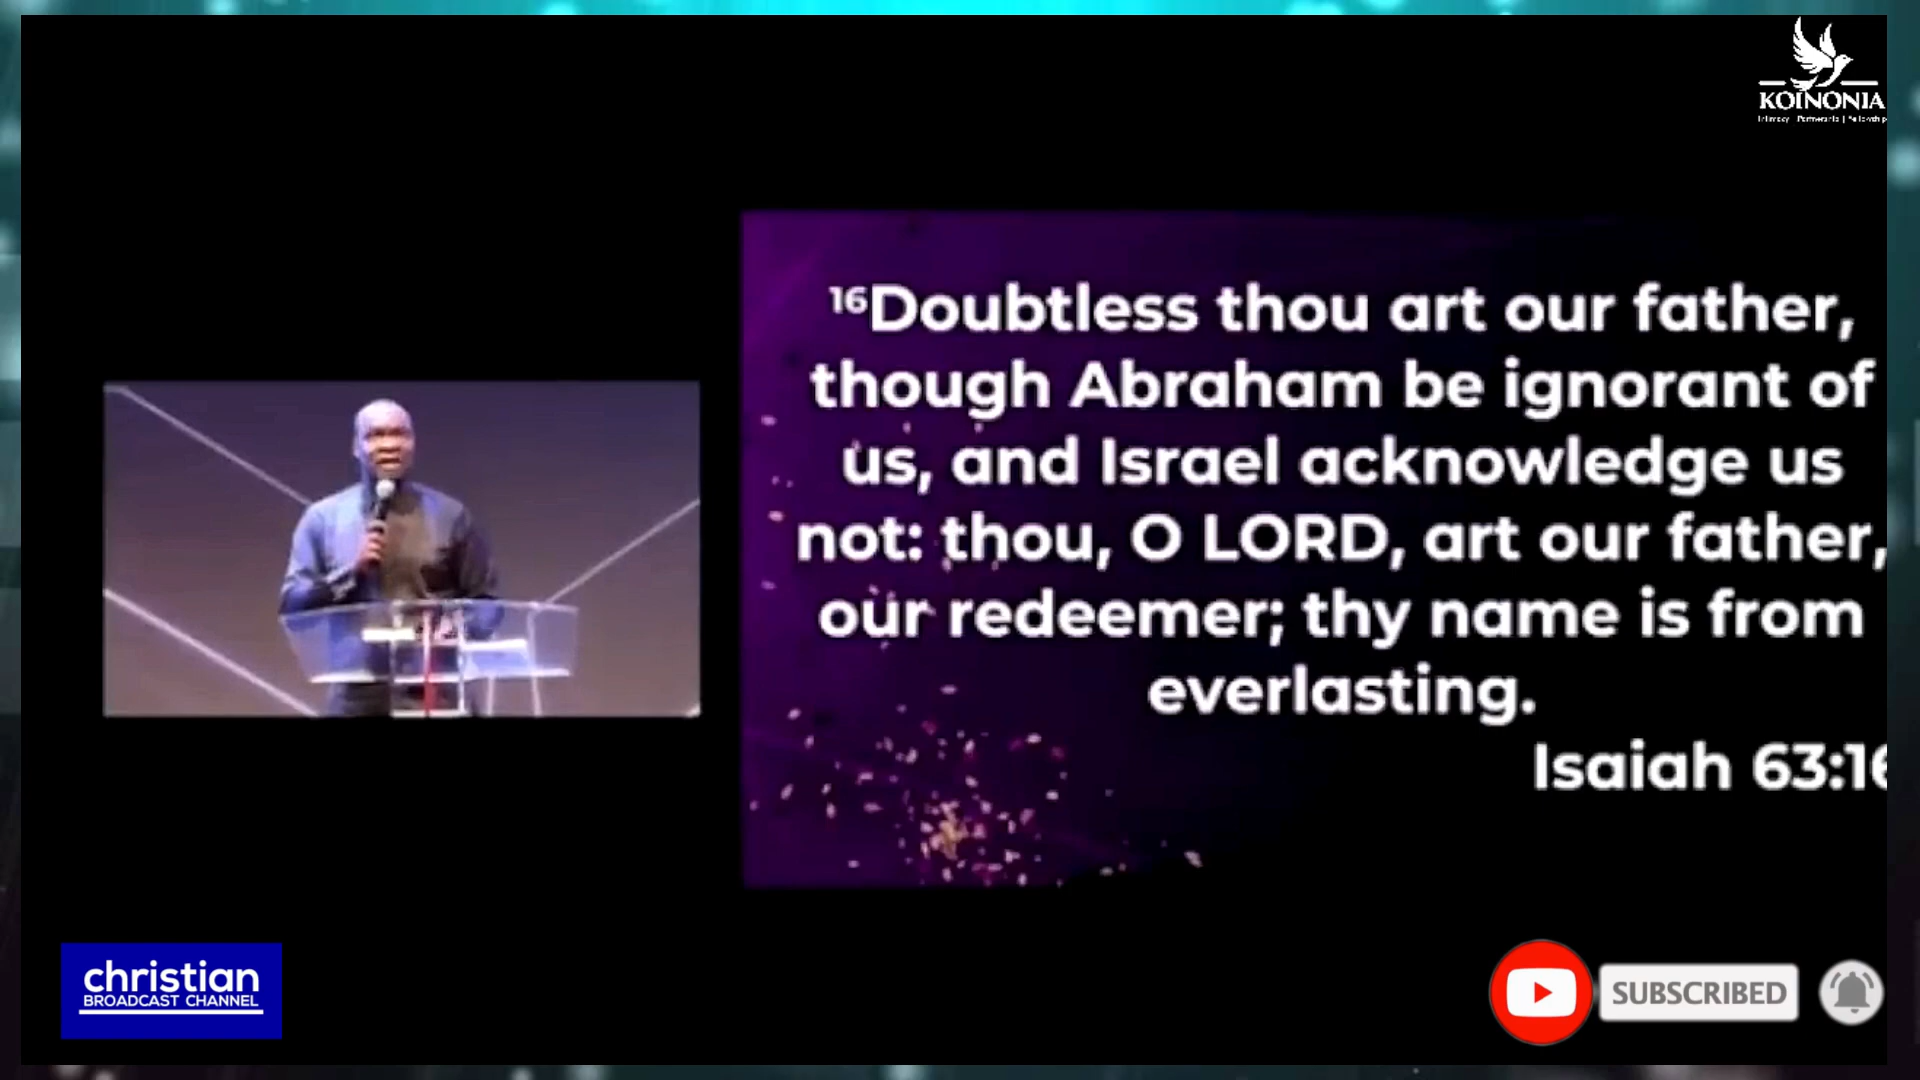 KOINONIA
¹⁶Doubtless thou art our father,
though Abraham be ignorant of
us, and Israel acknowledge us
not: thou, O LORD, art our father,
our redeemer; thy name is from
everlasting.
Isaiah 63:16
christian
BROADCAST CHANNEL
SUBSCRIBED